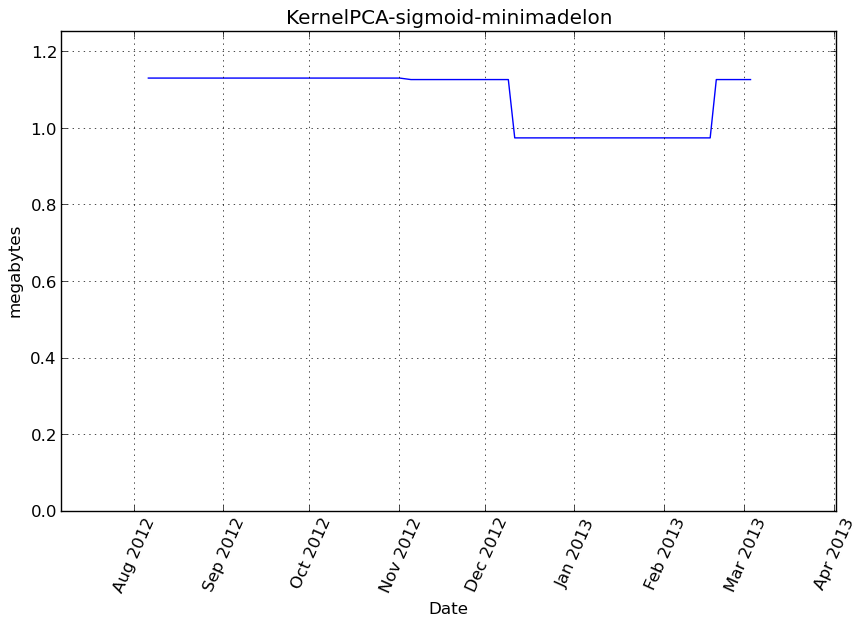 KernelPCA-sigmoid-minimadelon
1.2
1.0
0.8
0.6
0.4
0.2
0.0
megabytes
Aug 2012
Sep 2012
Oct 2012
Nov 2012
Dec 2012
Jan 2013
Feb 2013
Mar 2013
Apr 2013
Date